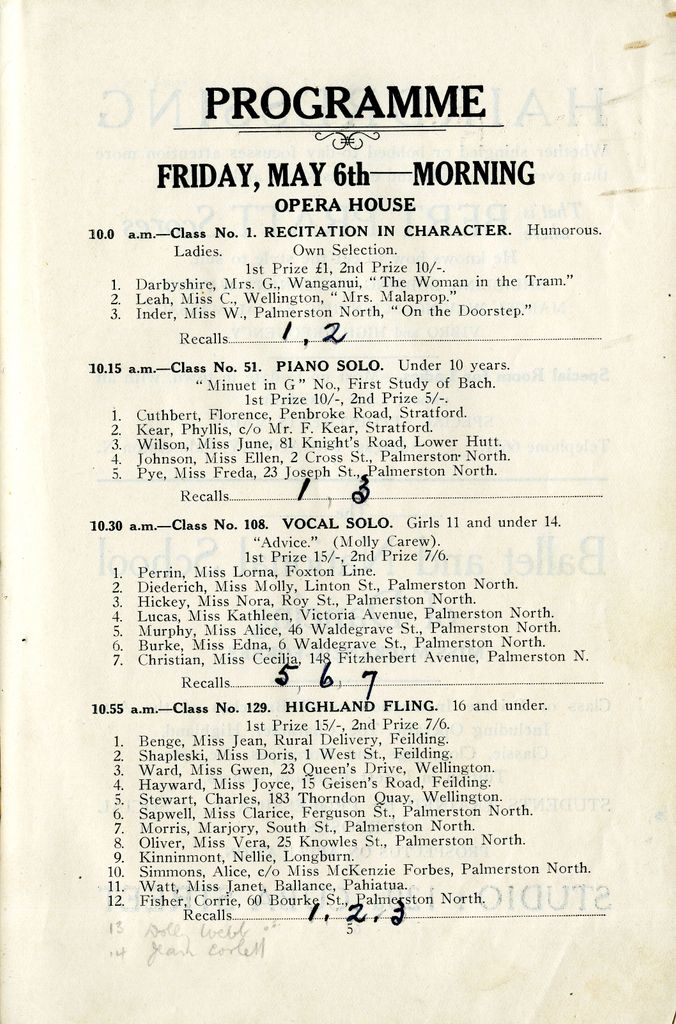 PROGRAMME
FRIDAY, MAY 6th—MORNING
OPERA HOUSE
10.0 a.m.—Class No. 1. RECITATION IN CHARACTER. Humorous.
Ladies. Own Selection.
1st Prize £1, 2nd Prize 10/-.
1. Darbyshire, Mrs. G., Wanganui, "The Woman in the Tram."
2. Leah, Miss C., Wellington, "Mrs. Malaprop."
3. Inder, Miss W., Palmerston North, "On the Doorstep."
Recalls 1, 2
10.15 a.m.—Class No. 51. PIANO SOLO. Under 10 years.
"Minuet in G" No., First Study of Bach.
1st Prize 10/-, 2nd Prize 5/-.
1. Cuthbert, Florence, Penbroke Road, Stratford.
2. Kear, Phyllis, c/o Mr. F. Kear, Stratford.
3. Wilson, Miss June, 81 Knight's Road, Lower Hutt.
4. Johnson, Miss Ellen, 2 Cross St., Palmerston North.
5. Pye, Miss Freda, 23 Joseph St., Palmerston North.
Recalls 1, 3
10.30 a.m.—Class No. 108. VOCAL SOLO. Girls 11 and under 14.
"Advice." (Molly Carew).
1st Prize 15/-, 2nd Prize 7/6.
1. Perrin, Miss Lorna, Foxton Line.
2. Diederich, Miss Molly, Linton St., Palmerston North.
3. Hickey, Miss Nora, Roy St., Palmerston North.
4. Lucas, Miss Kathleen, Victoria Avenue, Palmerston North.
5. Murphy, Miss Alice, 46 Waldegrave St., Palmerston North.
6. Burke, Miss Edna, 6 Waldegrave St., Palmerston North.
7. Christian, Miss Cecilia, 148 Fitzherbert Avenue, Palmerston N.
Recalls 5, 6, 7
10.55 a.m.—Class No. 129. HIGHLAND FLING. 16 and under.
1st Prize 15/-, 2nd Prize 7/6.
1. Benge, Miss Jean, Rural Delivery, Feilding.
2. Shapleski, Miss Doris, 1 West St., Feilding.
3. Ward, Miss Gwen, 23 Queen's Drive, Wellington.
4. Hayward, Miss Joyce, 15 Geisen's Road, Feilding.
5. Stewart, Charles, 183 Thorndon Quay, Wellington.
6. Sapwell, Miss Clarice, Ferguson St., Palmerston North.
7. Morris, Marjory, South St., Palmerston North.
8. Oliver, Miss Vera, 25 Knowles St., Palmerston North.
9. Kinninmont, Nellie, Longburn.
10. Simmons, Alice, c/o Miss McKenzie Forbes, Palmerston North.
11. Watt, Miss Janet, Ballance, Pahiatua.
12. Fisher, Corrie, 60 Bourke St., Palmerston North.
Recalls 1. 2. 3
5
13 Dolly Webb
14 Jean Corlett